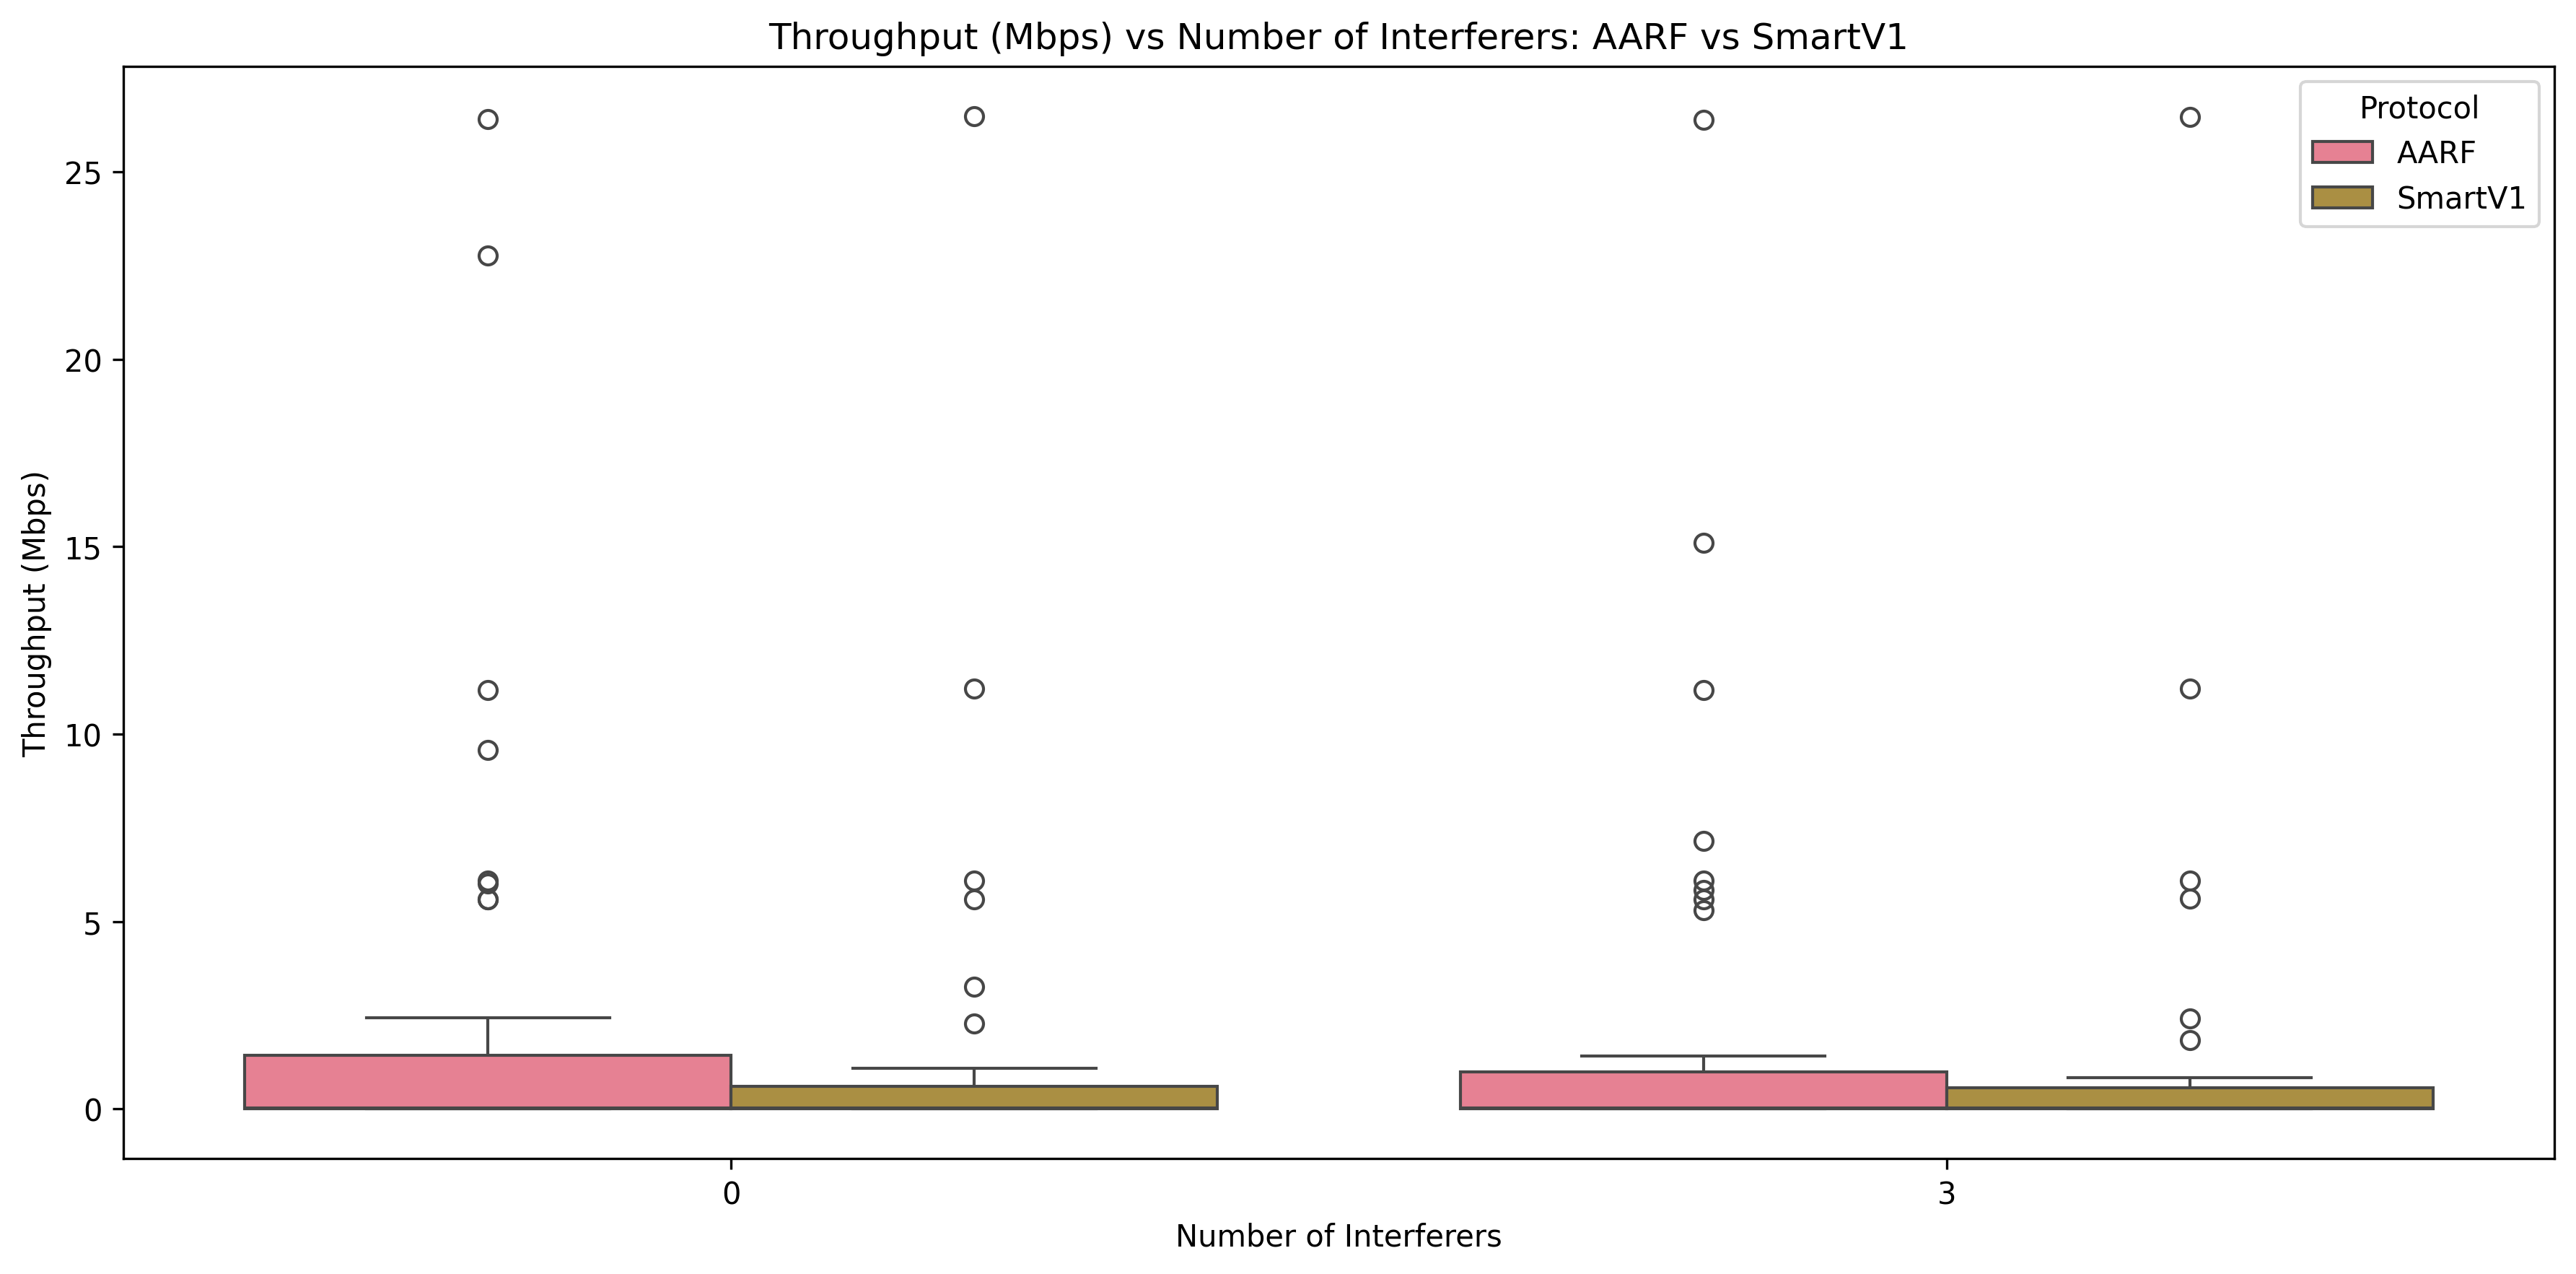 Throughput (Mbps) vs Number of Interferers: AARF vs SmartV1
Protocol
AARF
SmartV1
Throughput (Mbps)
25
20
15
10
5
0
0
3
Number of Interferers